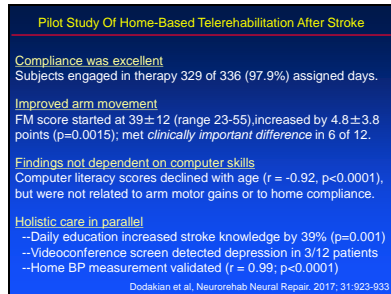 Pilot Study Of Home-Based Telerehabilitation After Stroke
Compliance was excellent
Subjects engaged in therapy 329 of 336 (97.9%) assigned days.
Improved arm movement
FM score started at 39±12 (range 23-55),increased by 4.8±3.8
points (p=0.0015); met clinically important difference in 6 of 12.
Findings not dependent on computer skills
Computer literacy scores declined with age (r = -0.92, p<0.0001),
but were not related to arm motor gains or to home compliance.
Holistic care in parallel
--Daily education increased stroke knowledge by 39% (p=0.001)
--Videoconference screen detected depression in 3/12 patients
--Home BP measurement validated (r = 0.99; p<0.0001)
Dodakian et al, Neurorehab Neural Repair. 2017; 31:923-933